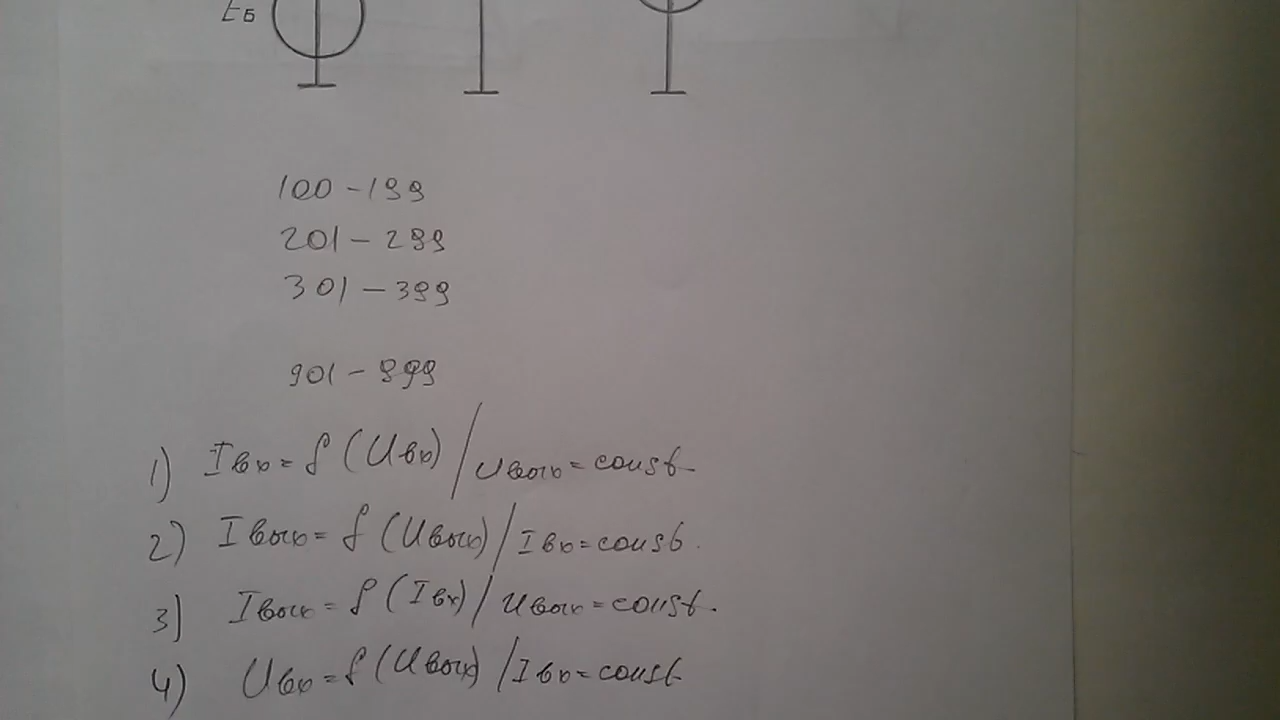 Eб
100 - 199
201 - 299
301 - 399
901 - 999
1) Iвх = f (Uвх) / Uвых = const
2) Iвых = f (Uвых) / Iвх = const.
3) Iвых = f (Iвх) / Uвых = const.
4) Uвх = f (Uвых) / Iвх = const